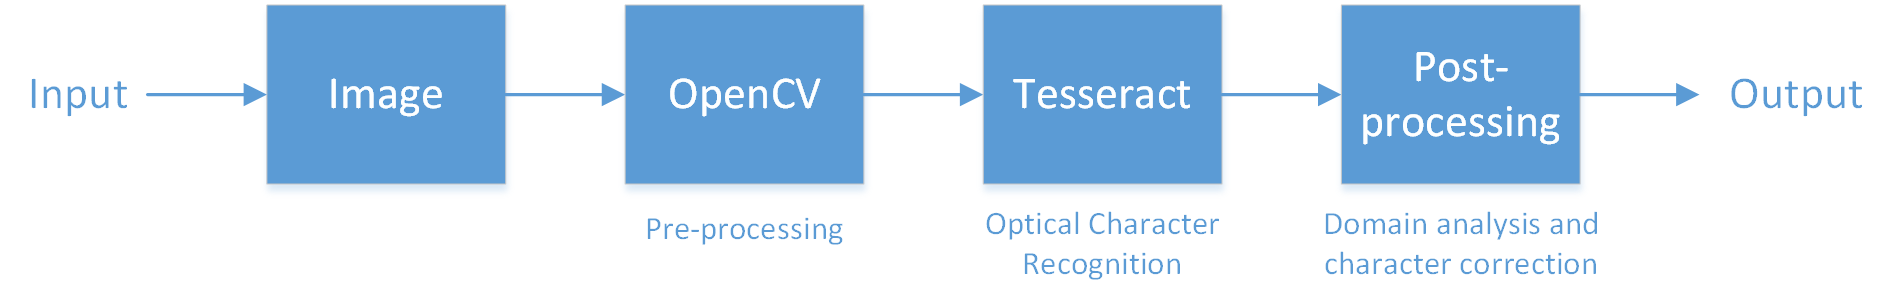 Input
Image
OpenCV
Tesseract
Post-
processing
Output
Pre-processing
Optical Character
Recognition
Domain analysis and
character correction